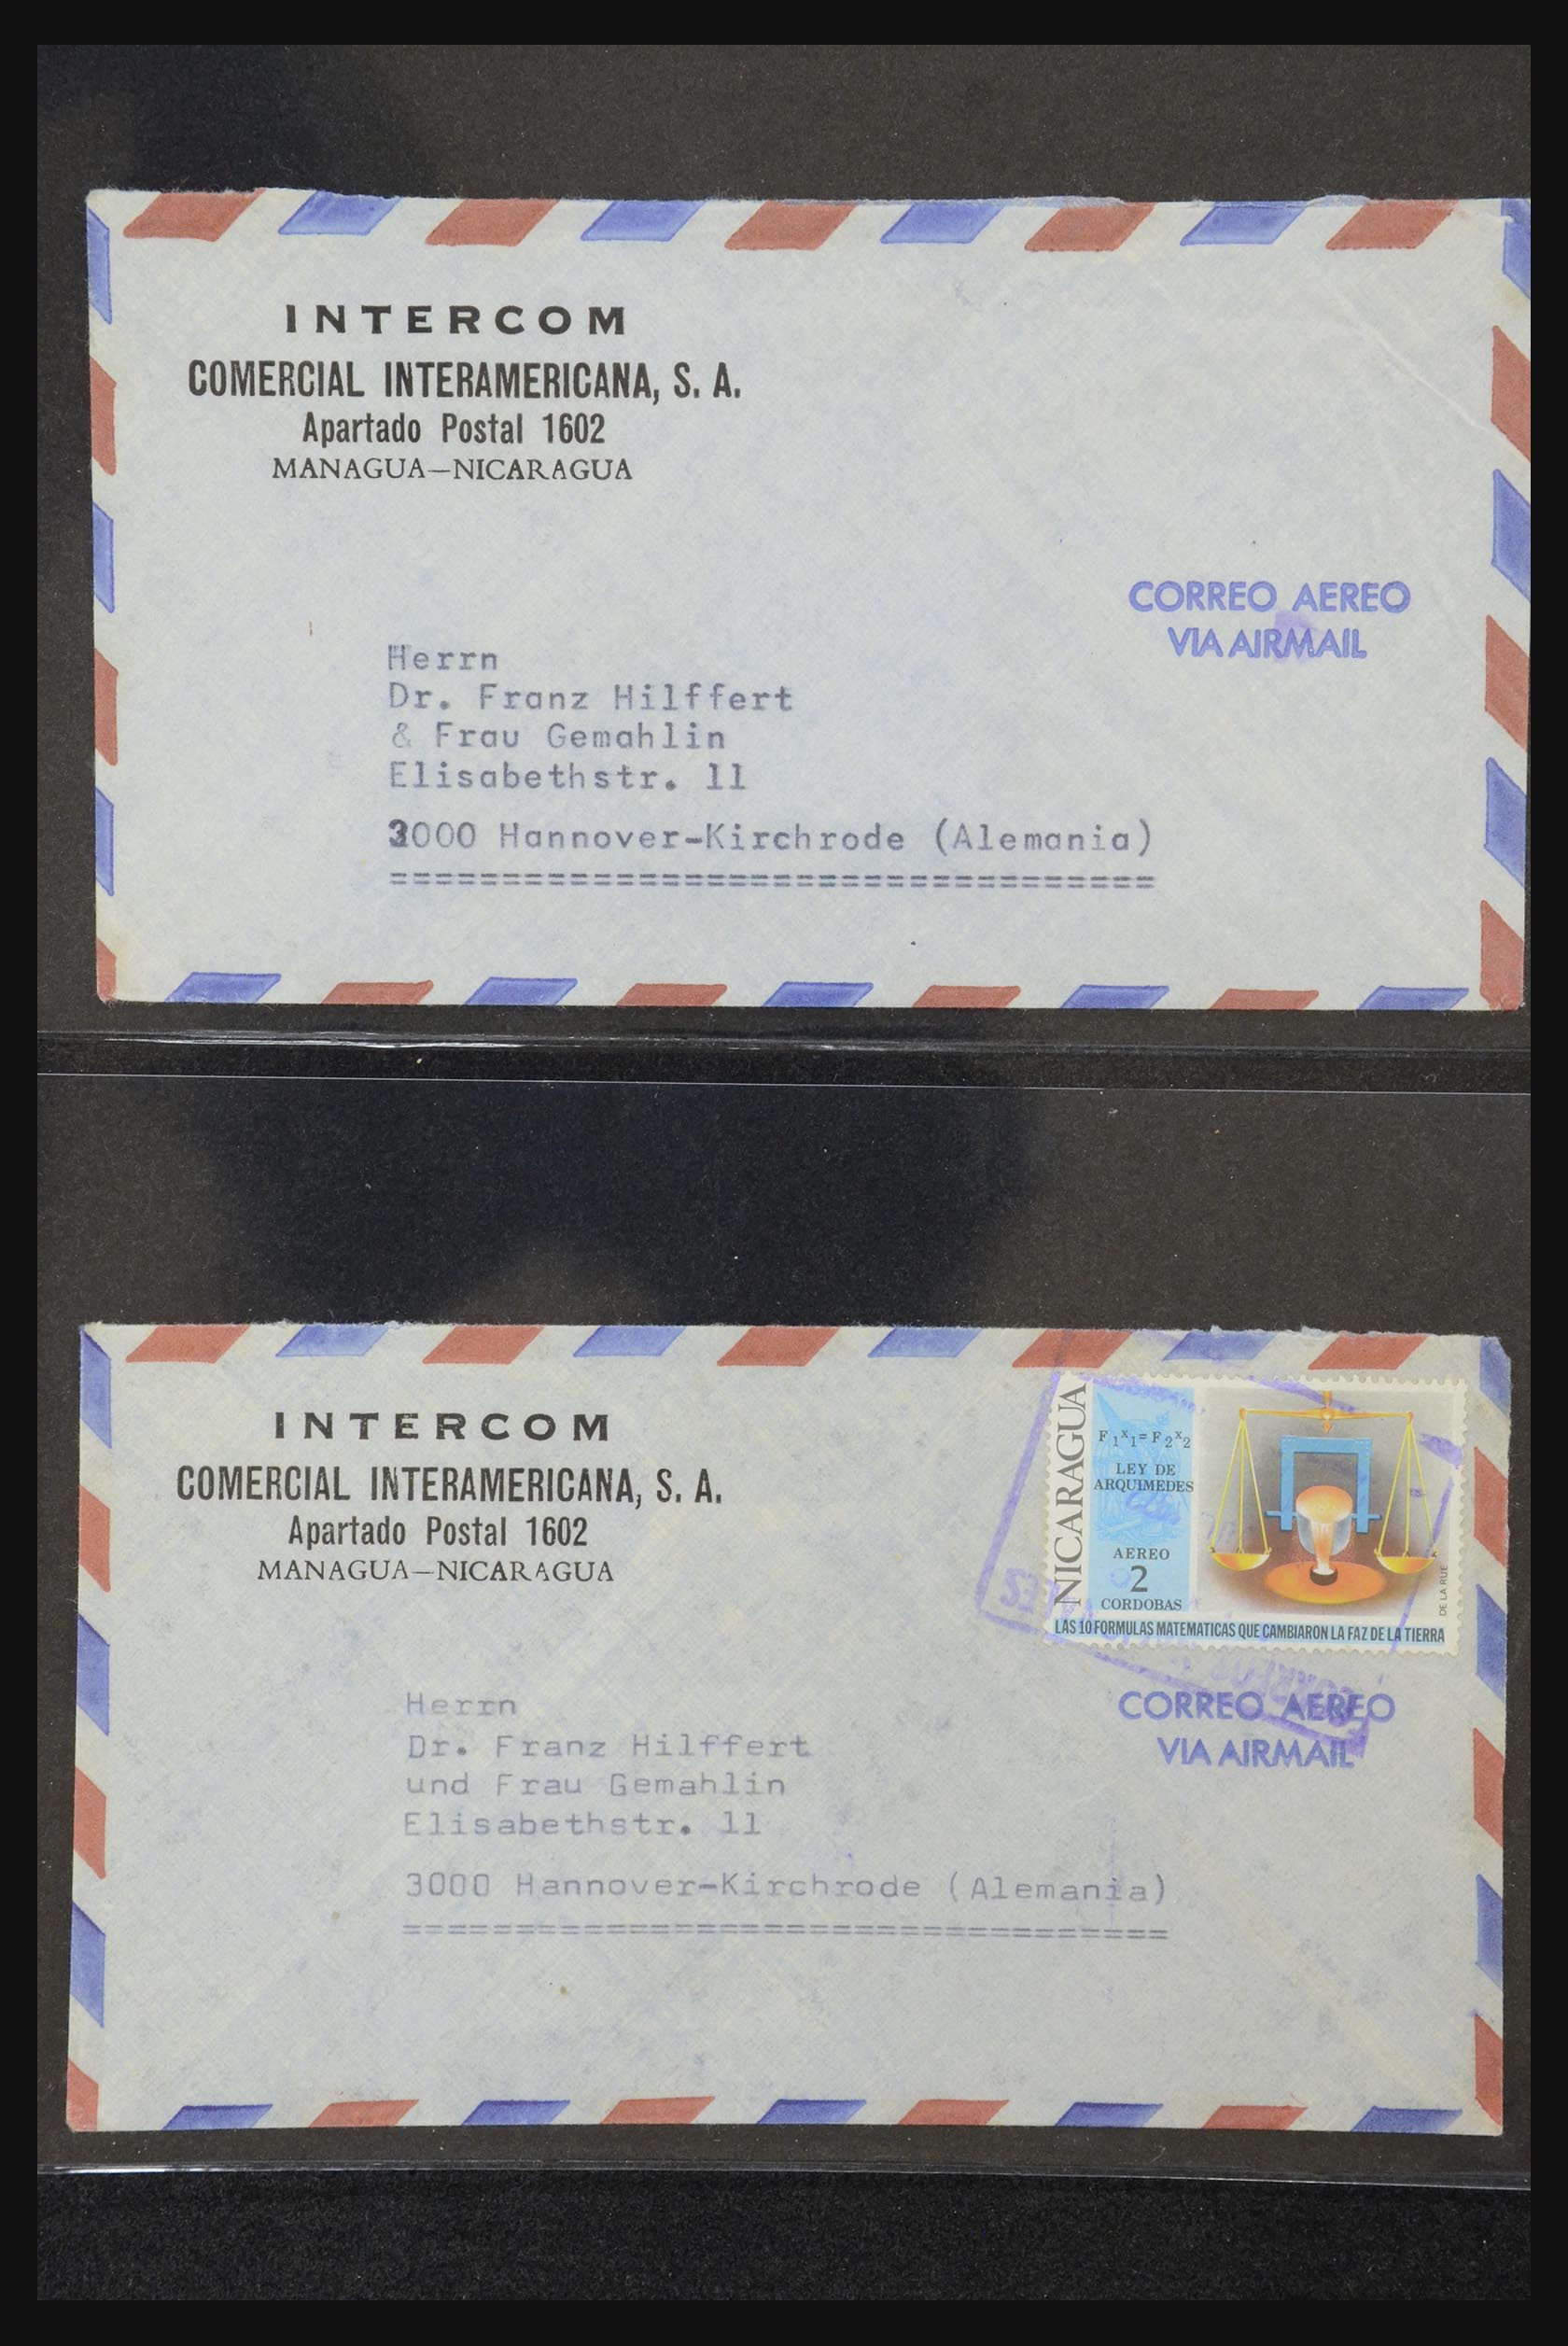 INTERCOM
COMERCIAL INTERAMERICANA, S. A.
Apartado Postal 1602
MANAGUA—NICARAGUA
CORREO AEREO
VIA AIRMAIL
Herrn
Dr. Franz Hilffert
& Frau Gemahlin
Elisabethstr. 11
3000 Hannover-Kirchrode (Alemania)
==================================
INTERCOM
COMERCIAL INTERAMERICANA, S. A.
Apartado Postal 1602
MANAGUA—NICARAGUA
NICARAGUA
F1x1=F2x2
LEY DE
ARQUIMEDES
AEREO
2
CORDOBAS
DE LA RUE
LAS 10 FORMULAS MATEMATICAS QUE CAMBIARON LA FAZ DE LA TIERRA
CORREO AEREO
VIA AIRMAIL
Herrn
Dr. Franz Hilffert
und Frau Gemahlin
Elisabethstr. 11
3000 Hannover-Kirchrode (Alemania)
==================================